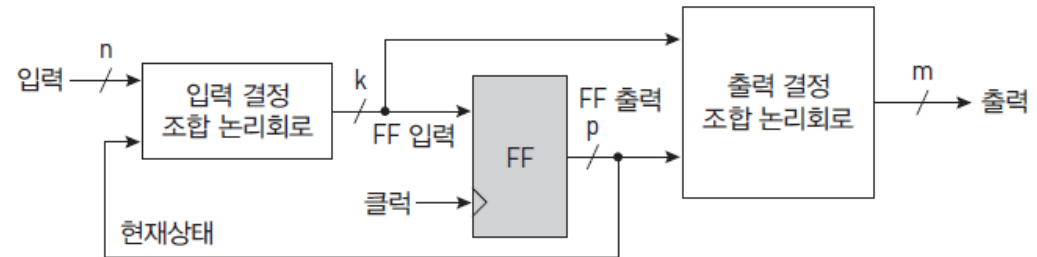 입력
n
입력 결정
조합 논리회로
k
FF 입력
클럭
FF
FF 출력
p
출력 결정
조합 논리회로
m
출력
현재상태